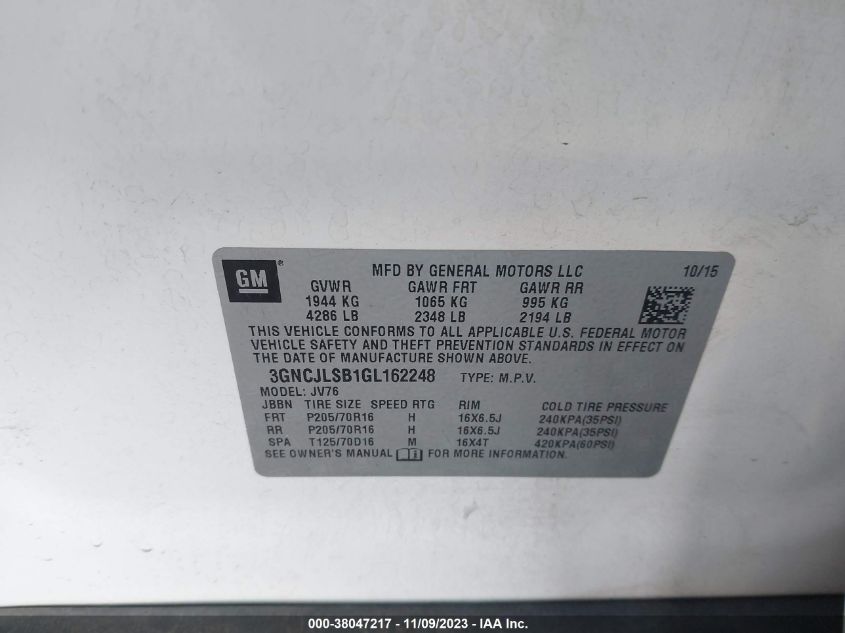 GM®
MFD BY GENERAL MOTORS LLC 10/15
GVWR GAWR FRT GAWR RR
1944 KG 1065 KG 995 KG
4286 LB 2348 LB 2194 LB
THIS VEHICLE CONFORMS TO ALL APPLICABLE U.S. FEDERAL MOTOR
VEHICLE SAFETY AND THEFT PREVENTION STANDARDS IN EFFECT ON
THE DATE OF MANUFACTURE SHOWN ABOVE.
3GNCJLSB1GL162248 TYPE: M.P.V.
MODEL: JV76
JBBN TIRE SIZE SPEED RTG RIM COLD TIRE PRESSURE
FRT P205/70R16 H 16X6.5J 240KPA(35PSI)
RR P205/70R16 H 16X6.5J 240KPA(35PSI)
SPA T125/70D16 M 16X4T 420KPA(60PSI)
SEE OWNER'S MANUAL FOR MORE INFORMATION.
000-38047217 - 11/09/2023 - IAA Inc.